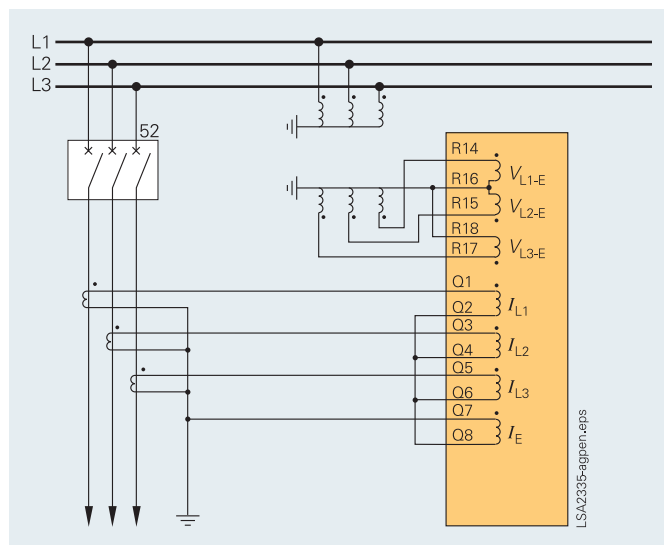 L1
L2
L3
52
R14
R16
R15
R18
R17
VL1-E
VL2-E
VL3-E
Q1
Q2
Q3
Q4
Q5
Q6
Q7
Q8
IL1
IL2
IL3
IE
LSA2335-agpen.eps